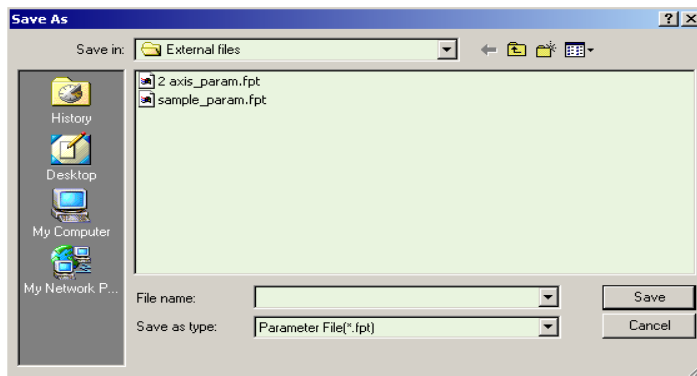 Save As
Save in: External files
2 axis_param.fpt
sample_param.fpt
History
Desktop
My Computer
My Network P...
File name:
Save
Save as type: Parameter File(*.fpt)
Cancel